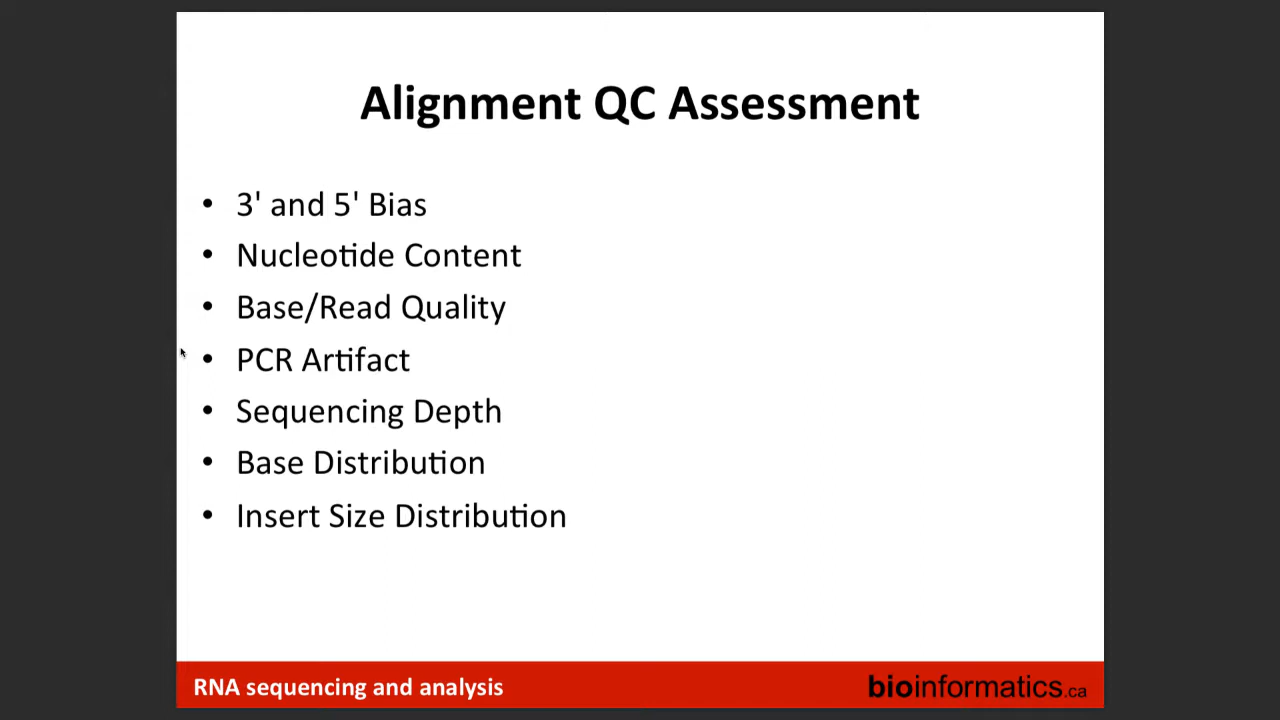 Alignment QC Assessment
• 3' and 5' Bias
• Nucleotide Content
• Base/Read Quality
• PCR Artifact
• Sequencing Depth
• Base Distribution
• Insert Size Distribution
RNA sequencing and analysis
bioinformatics.ca